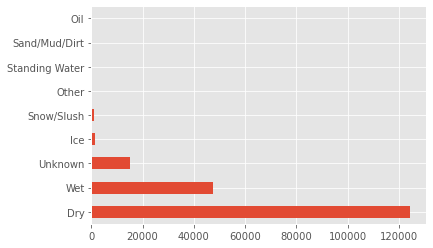 Oil
Sand/Mud/Dirt
Standing Water
Other
Snow/Slush
Ice
Unknown
Wet
Dry
0 20000 40000 60000 80000 100000 120000